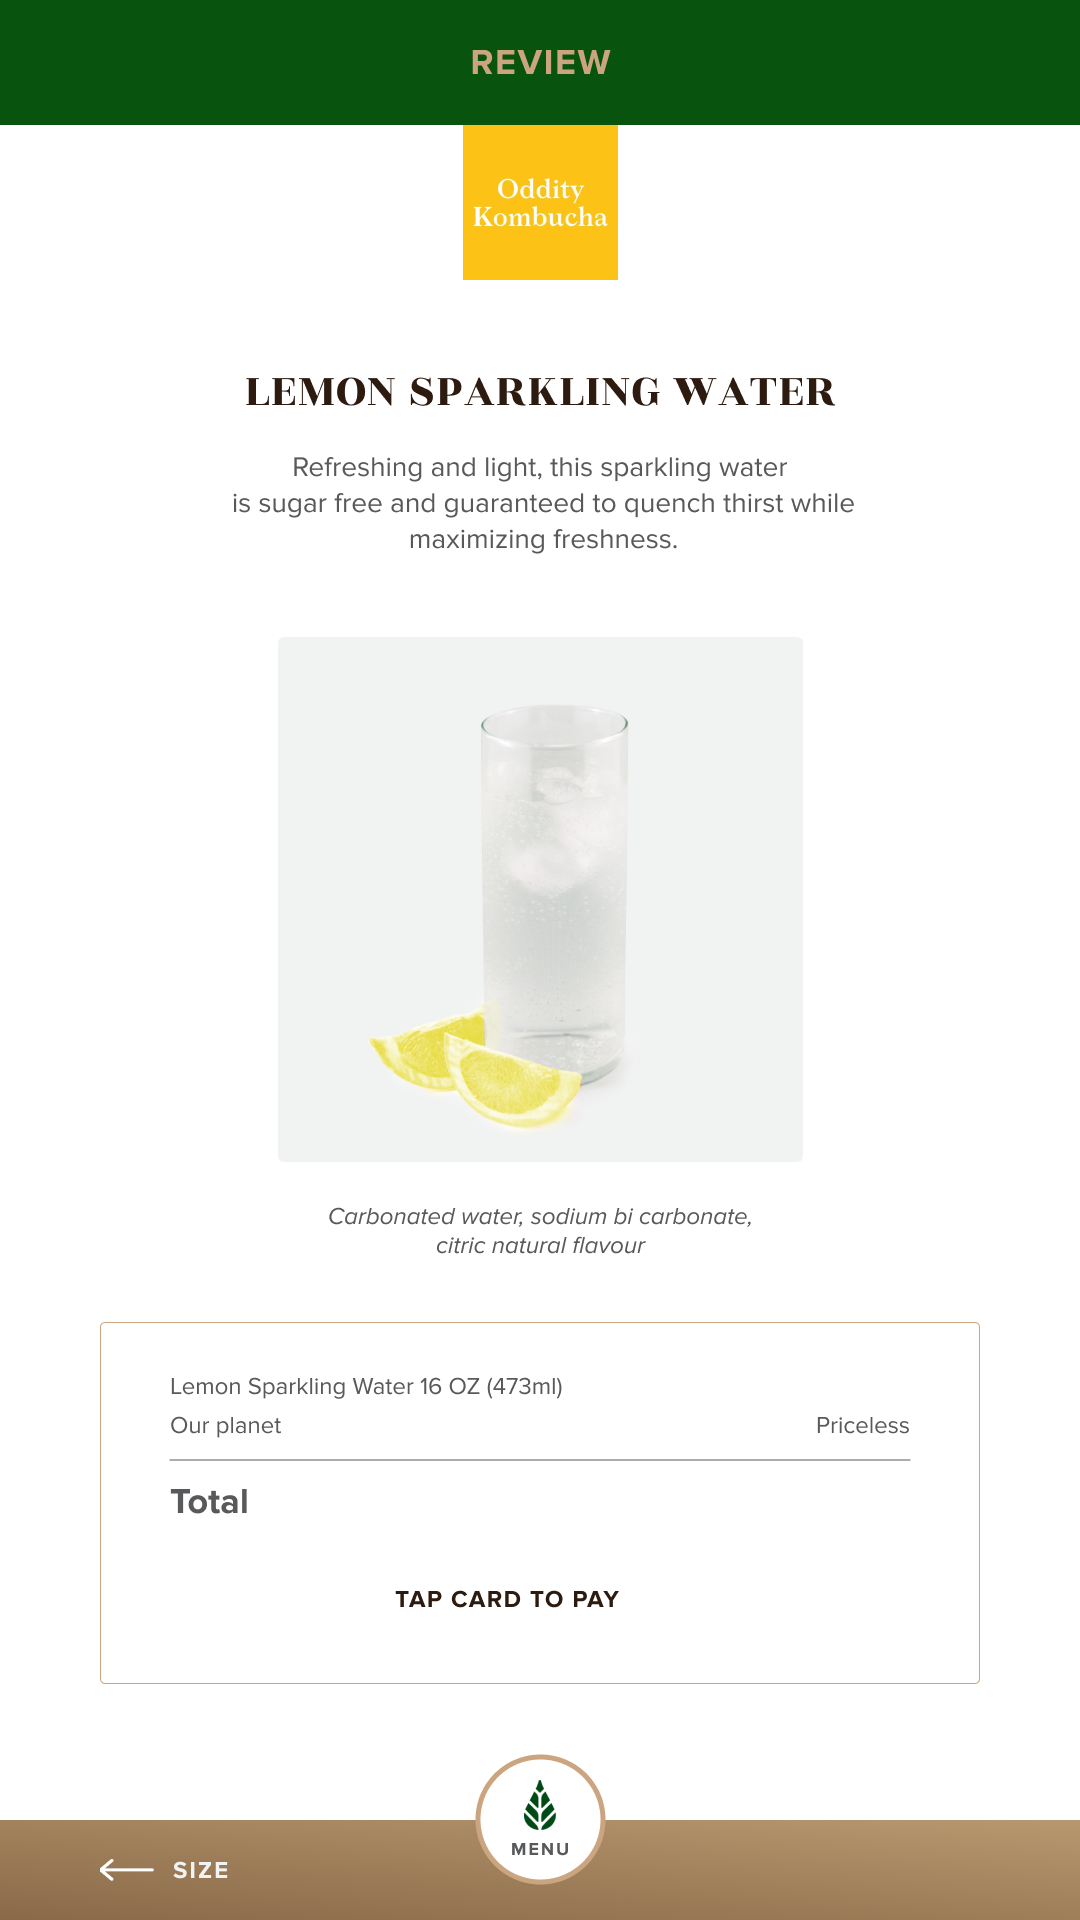 REVIEW
Oddity
Kombucha
LEMON SPARKLING WATER
Refreshing and light, this sparkling water
is sugar free and guaranteed to quench thirst while
maximizing freshness.
Carbonated water, sodium bi carbonate,
citric natural flavour
Lemon Sparkling Water 16 OZ (473ml)
Our planet Priceless
Total
TAP CARD TO PAY
MENU
SIZE